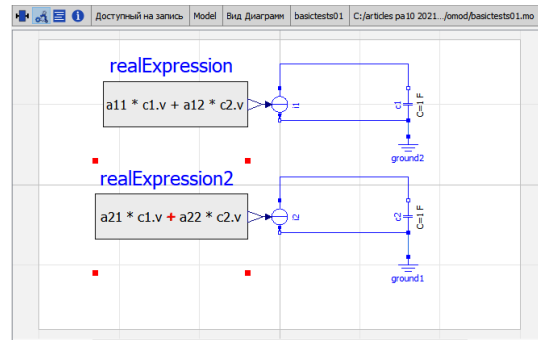 Доступный на запись Model Вид Диаграмм basictests01 C:/articles pa10 2021.../omod/basictests01.mo
realExpression
a11 * c1.v + a12 * c2.v
i1
c1
C=1 F
ground2
realExpression2
a21 * c1.v + a22 * c2.v
i2
c2
C=1 F
ground1